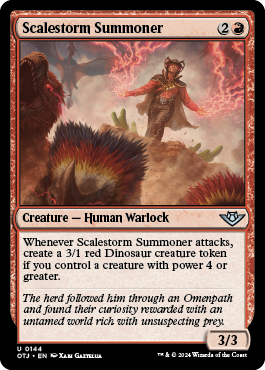 Scalestorm Summoner 2
Creature — Human Warlock
Whenever Scalestorm Summoner attacks,
create a 3/1 red Dinosaur creature token
if you control a creature with power 4 or
greater.
The herd followed him through an Omenpath
and found their curiosity rewarded with an
untamed world rich with unsuspecting prey.
3/3
U 0144
OTJ • EN Xabi Gaztelua
™ & © 2024 Wizards of the Coast